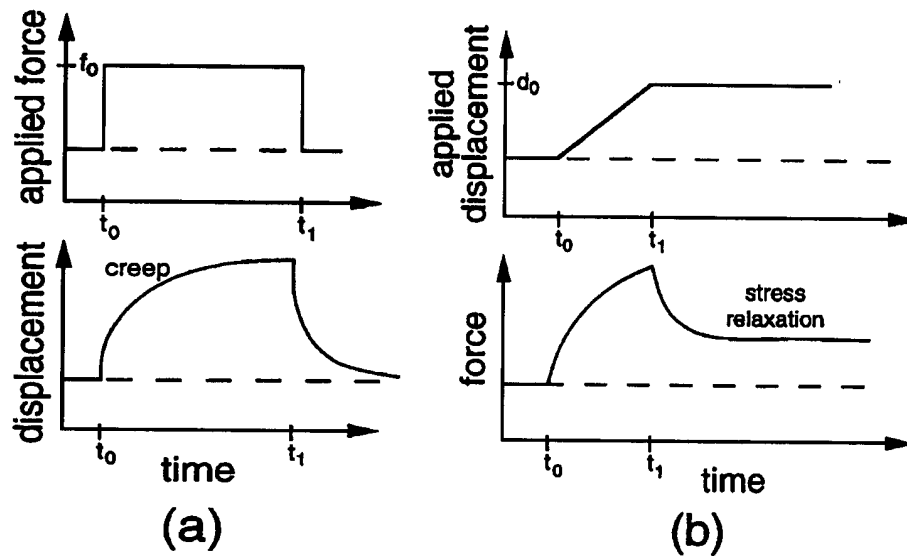 applied force
f₀
t₀
t₁
displacement
creep
t₀
t₁
time
(a)
applied
displacement
d₀
t₀
t₁
force
stress
relaxation
t₀
t₁
time
(b)